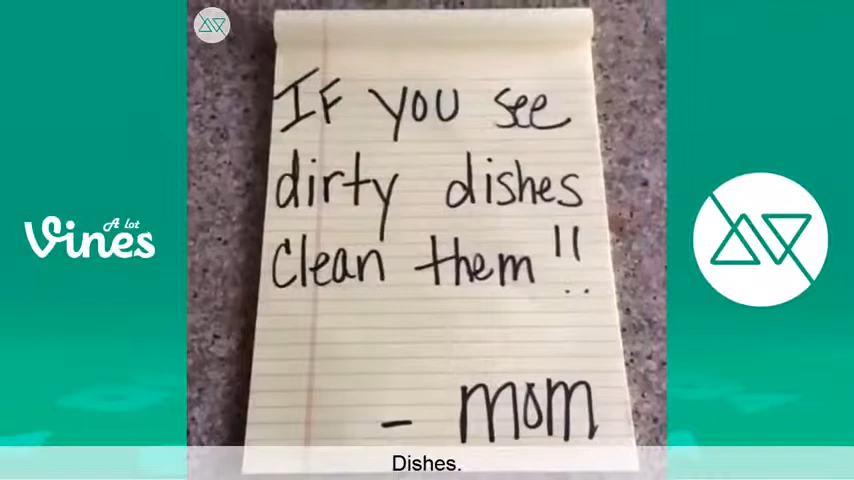 If you see
dirty dishes
clean them!!
- mom
A lot
Vines
Dishes.